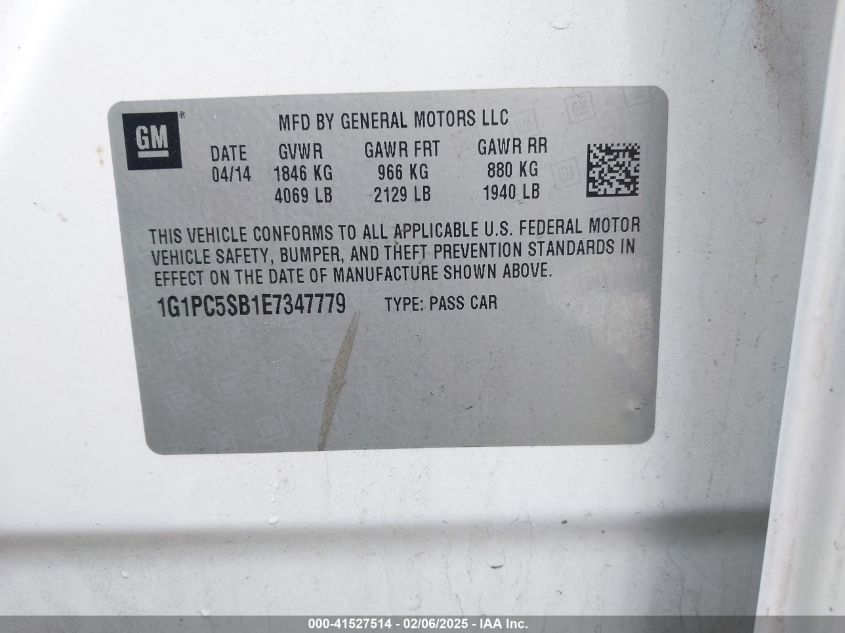 GM®
MFD BY GENERAL MOTORS LLC
DATE GVWR GAWR FRT GAWR RR
04/14 1846 KG 966 KG 880 KG
4069 LB 2129 LB 1940 LB
THIS VEHICLE CONFORMS TO ALL APPLICABLE U.S. FEDERAL MOTOR
VEHICLE SAFETY, BUMPER, AND THEFT PREVENTION STANDARDS IN
EFFECT ON THE DATE OF MANUFACTURE SHOWN ABOVE.
1G1PC5SB1E7347779 TYPE: PASS CAR
000-41527514 - 02/06/2025 - IAA Inc.